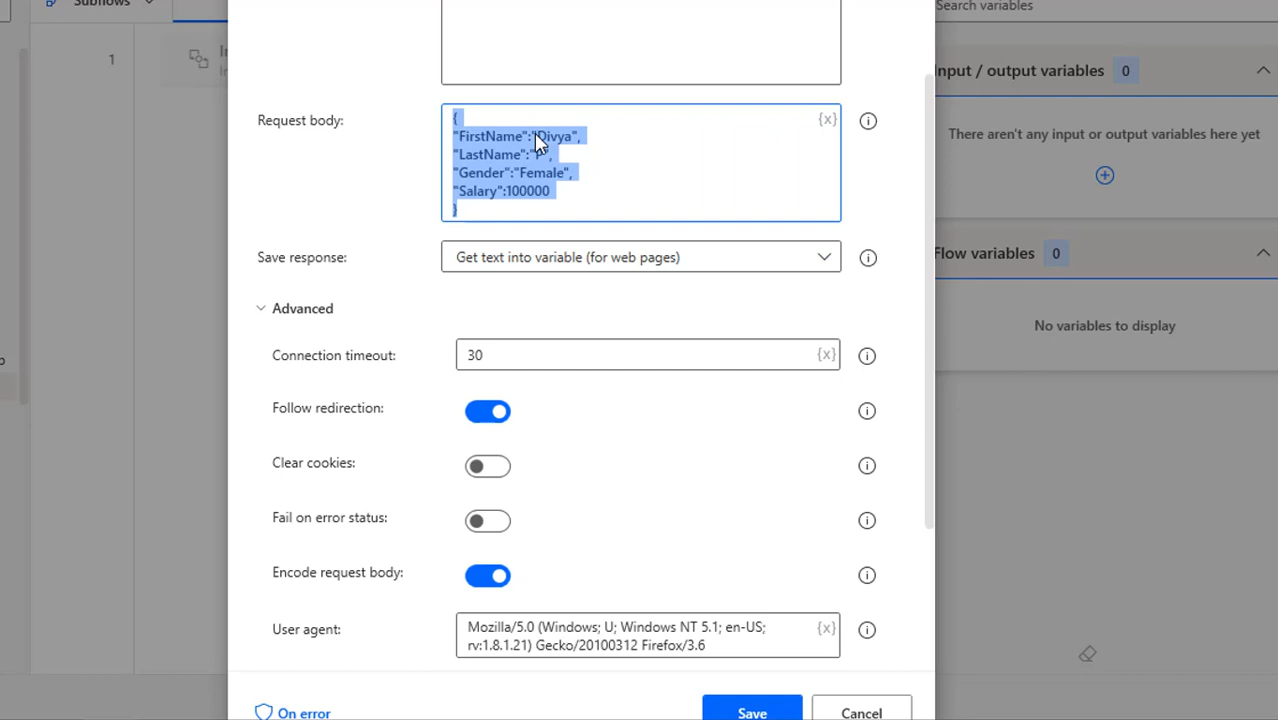 Subflows
Search variables
1
Input / output variables 0
There aren't any input or output variables here yet
Flow variables 0
No variables to display
Request body:
{
"FirstName":"Divya",
"LastName":"P",
"Gender":"Female",
"Salary":100000
}
{x}
Save response:
Get text into variable (for web pages)
Advanced
Connection timeout:
30
{x}
Follow redirection:
Clear cookies:
Fail on error status:
Encode request body:
User agent:
Mozilla/5.0 (Windows; U; Windows NT 5.1; en-US;
rv:1.8.1.21) Gecko/20100312 Firefox/3.6
{x}
On error
Save
Cancel